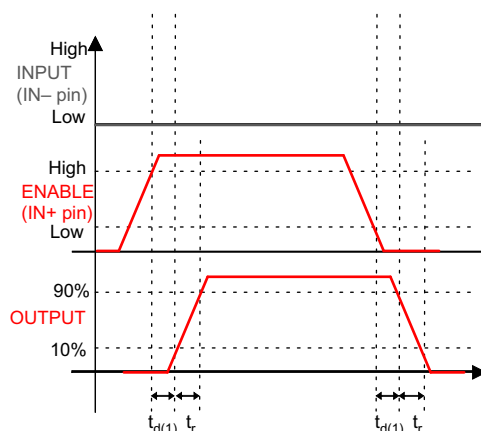 High
INPUT
(IN– pin)
Low
High
ENABLE
(IN+ pin)
Low
90%
OUTPUT
10%
td(1) tr td(1) tr